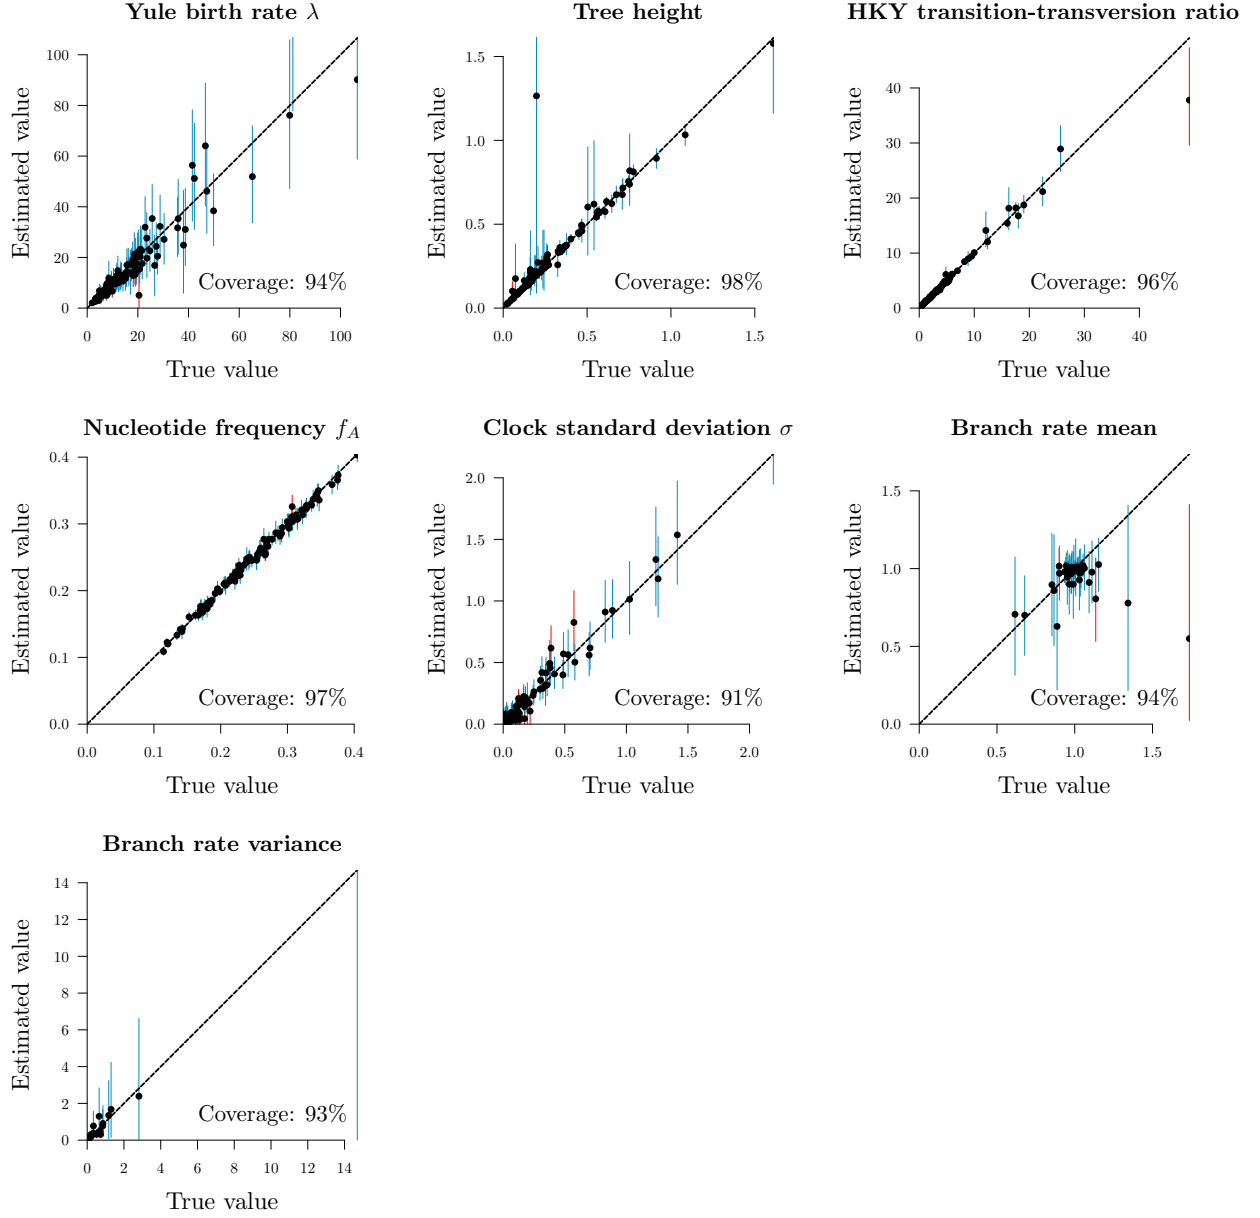 Yule birth rate λ
Estimated value
100
80
60
40
20
0
Coverage: 94%
0 20 40 60 80 100
True value
Tree height
Estimated value
1.5
1.0
0.5
0.0
Coverage: 98%
0.0 0.5 1.0 1.5
True value
HKY transition-transversion ratio
Estimated value
40
30
20
10
0
Coverage: 96%
0 10 20 30 40
True value
Nucleotide frequency f_A
Estimated value
0.4
0.3
0.2
0.1
0.0
Coverage: 97%
0.0 0.1 0.2 0.3 0.4
True value
Clock standard deviation σ
Estimated value
2.0
1.5
1.0
0.5
0.0
Coverage: 91%
0.0 0.5 1.0 1.5 2.0
True value
Branch rate mean
Estimated value
1.5
1.0
0.5
0.0
Coverage: 94%
0.0 0.5 1.0 1.5
True value
Branch rate variance
Estimated value
14
12
10
8
6
4
2
0
Coverage: 93%
0 2 4 6 8 10 12 14
True value